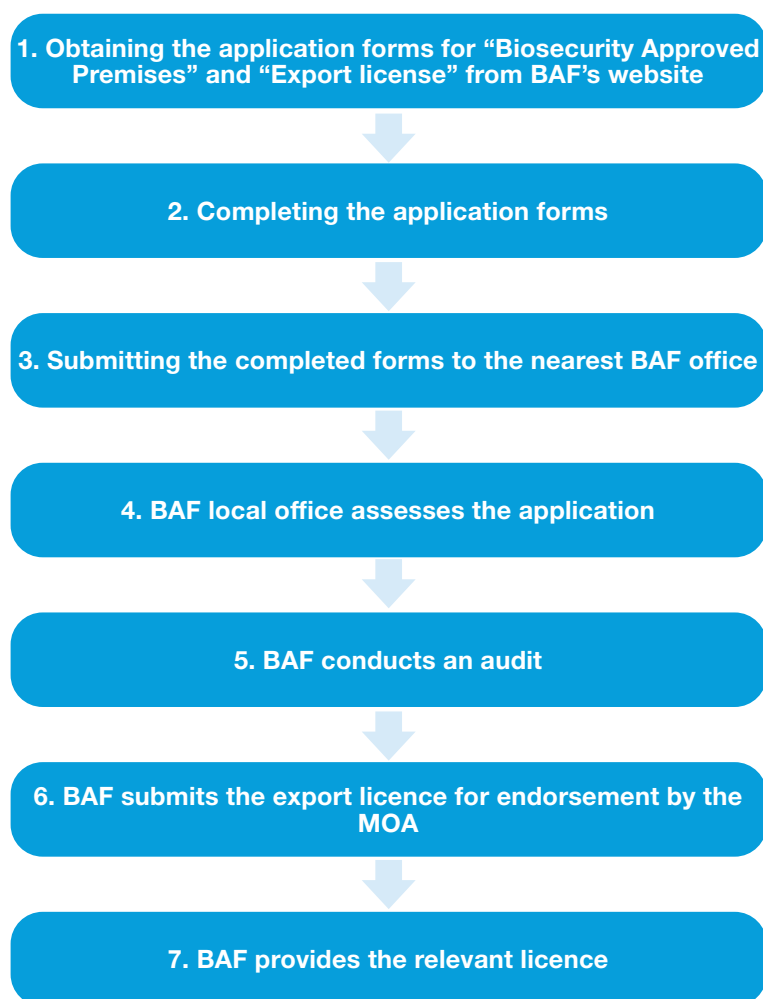 1. Obtaining the application forms for “Biosecurity Approved
Premises” and “Export license” from BAF’s website
2. Completing the application forms
3. Submitting the completed forms to the nearest BAF office
4. BAF local office assesses the application
5. BAF conducts an audit
6. BAF submits the export licence for endorsement by the
MOA
7. BAF provides the relevant licence